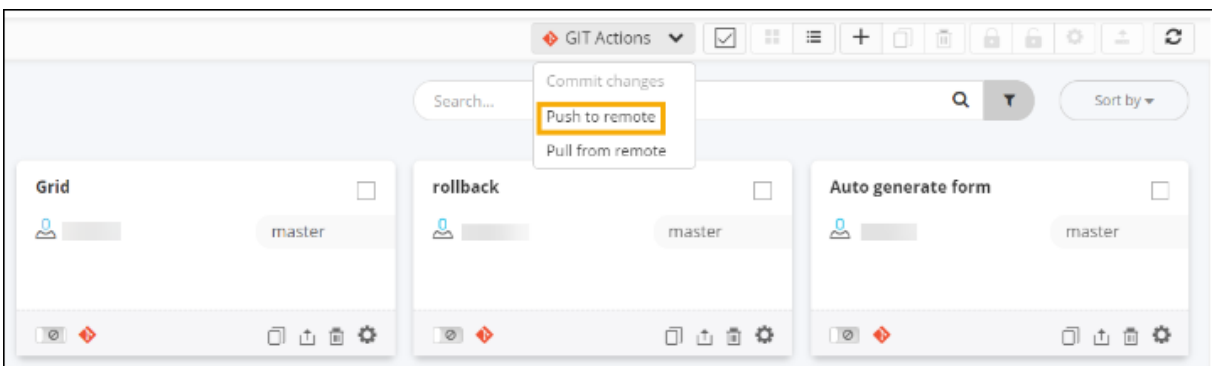 GIT Actions
Commit changes
Search...
Push to remote
Sort by
Pull from remote
Grid
rollback
Auto generate form
master
master
master